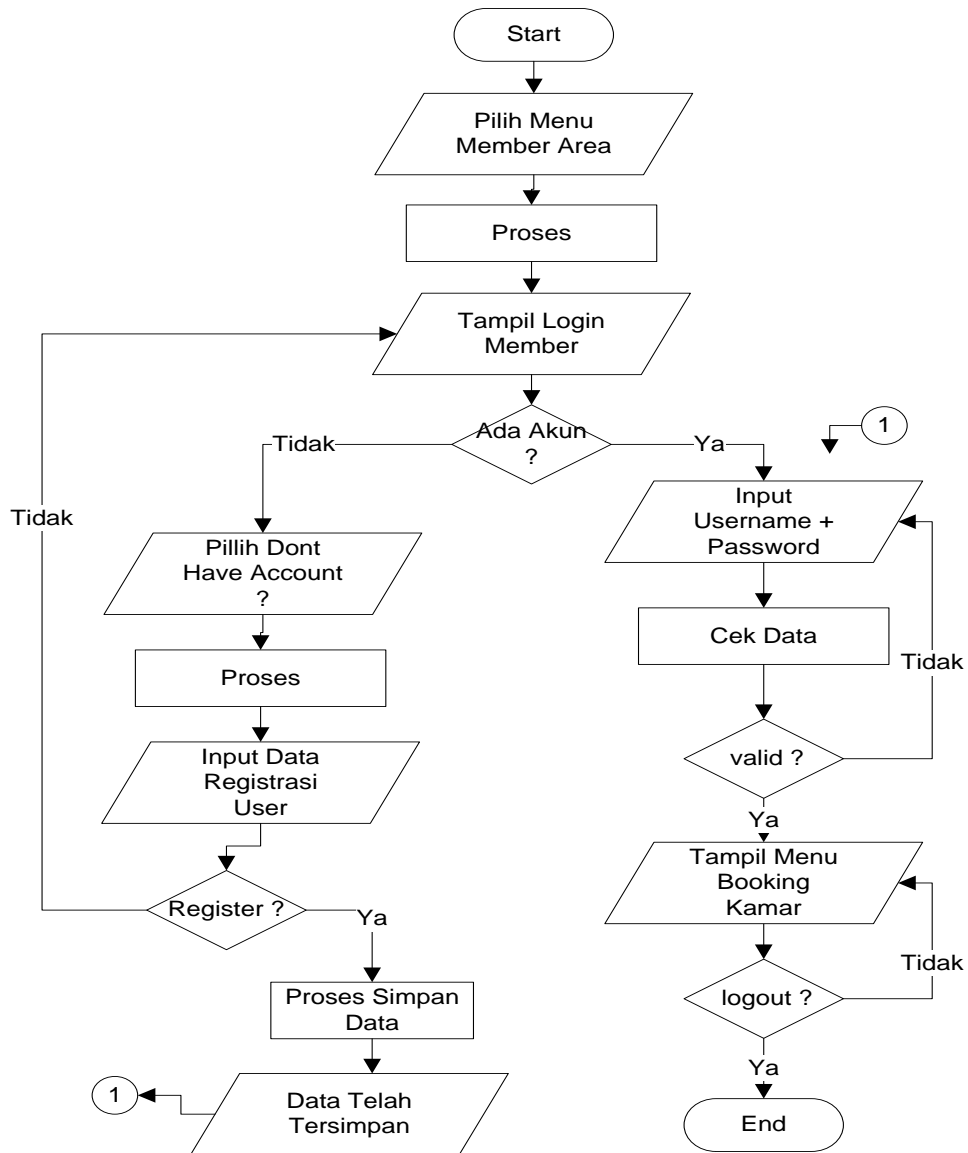 Start
Pilih Menu
Member Area
Proses
Tampil Login
Member
Ada Akun
?
Tidak
Ya
1
Input
Username +
Password
Tidak
Pillih Dont
Have Account
?
Cek Data
Tidak
Proses
Input Data
Registrasi
User
valid ?
Ya
Tampil Menu
Booking
Kamar
Register ?
Ya
Tidak
Proses Simpan
Data
logout ?
Ya
1
Data Telah
Tersimpan
End